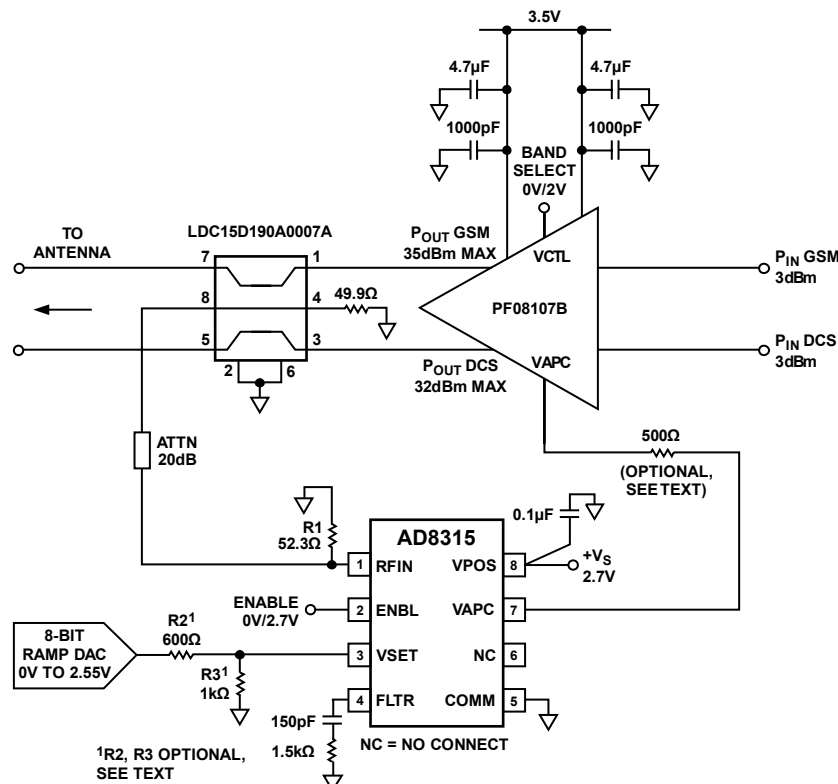 3.5V
4.7µF
4.7µF
1000pF
1000pF
BAND
SELECT
0V/2V
TO
ANTENNA
LDC15D190A0007A
POUT GSM
35dBm MAX
VCTL
PIN GSM
3dBm
7
1
8
4
49.9Ω
PF08107B
5
3
2
6
POUT DCS
32dBm MAX
VAPC
PIN DCS
3dBm
ATTN
20dB
500Ω
(OPTIONAL,
SEE TEXT)
R1
52.3Ω
0.1µF
AD8315
1
RFIN
VPOS
8
+VS
2.7V
ENABLE
0V/2.7V
2
ENBL
VAPC
7
8-BIT
RAMP DAC
0V TO 2.55V
R2¹
600Ω
3
VSET
NC
6
R3¹
1kΩ
4
FLTR
COMM
5
150pF
1.5kΩ
NC = NO CONNECT
¹R2, R3 OPTIONAL,
SEE TEXT